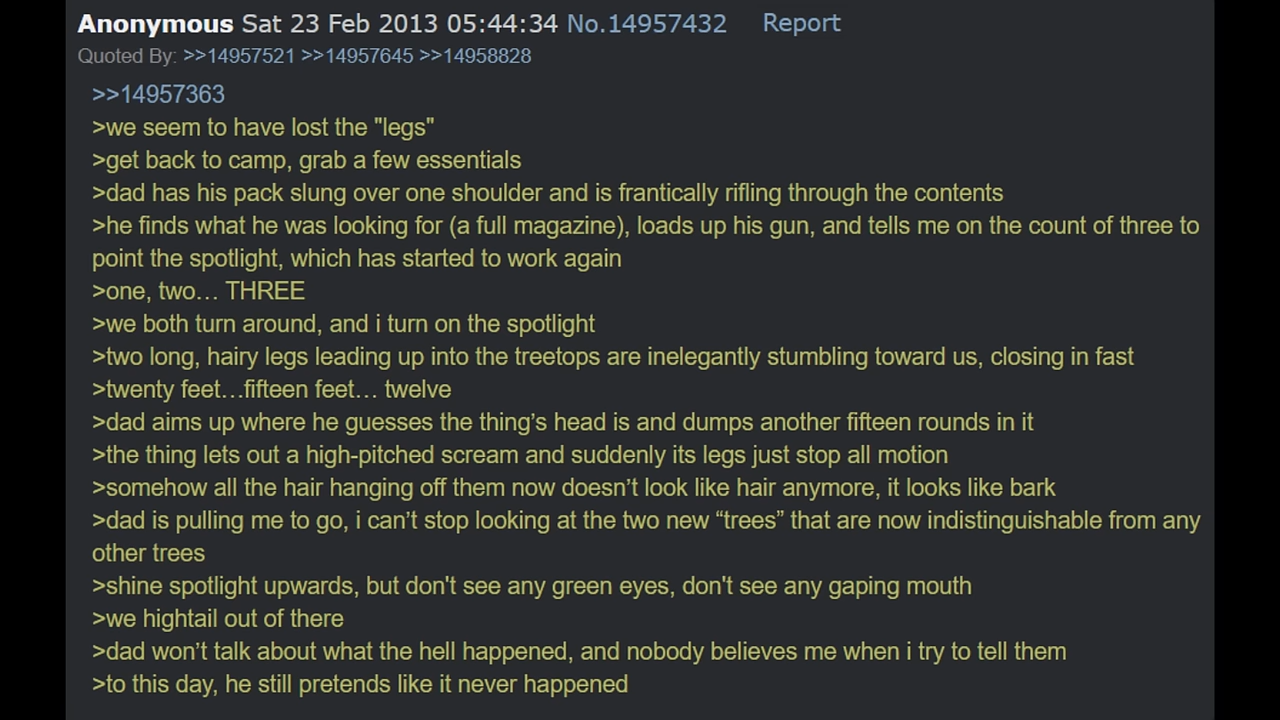 Anonymous Sat 23 Feb 2013 05:44:34 No.14957432 Report
Quoted By: >>14957521 >>14957645 >>14958828
>>14957363
>we seem to have lost the "legs"
>get back to camp, grab a few essentials
>dad has his pack slung over one shoulder and is frantically rifling through the contents
>he finds what he was looking for (a full magazine), loads up his gun, and tells me on the count of three to
point the spotlight, which has started to work again
>one, two… THREE
>we both turn around, and i turn on the spotlight
>two long, hairy legs leading up into the treetops are inelegantly stumbling toward us, closing in fast
>twenty feet…fifteen feet… twelve
>dad aims up where he guesses the thing’s head is and dumps another fifteen rounds in it
>the thing lets out a high-pitched scream and suddenly its legs just stop all motion
>somehow all the hair hanging off them now doesn’t look like hair anymore, it looks like bark
>dad is pulling me to go, i can’t stop looking at the two new “trees” that are now indistinguishable from any
other trees
>shine spotlight upwards, but don't see any green eyes, don't see any gaping mouth
>we hightail out of there
>dad won’t talk about what the hell happened, and nobody believes me when i try to tell them
>to this day, he still pretends like it never happened